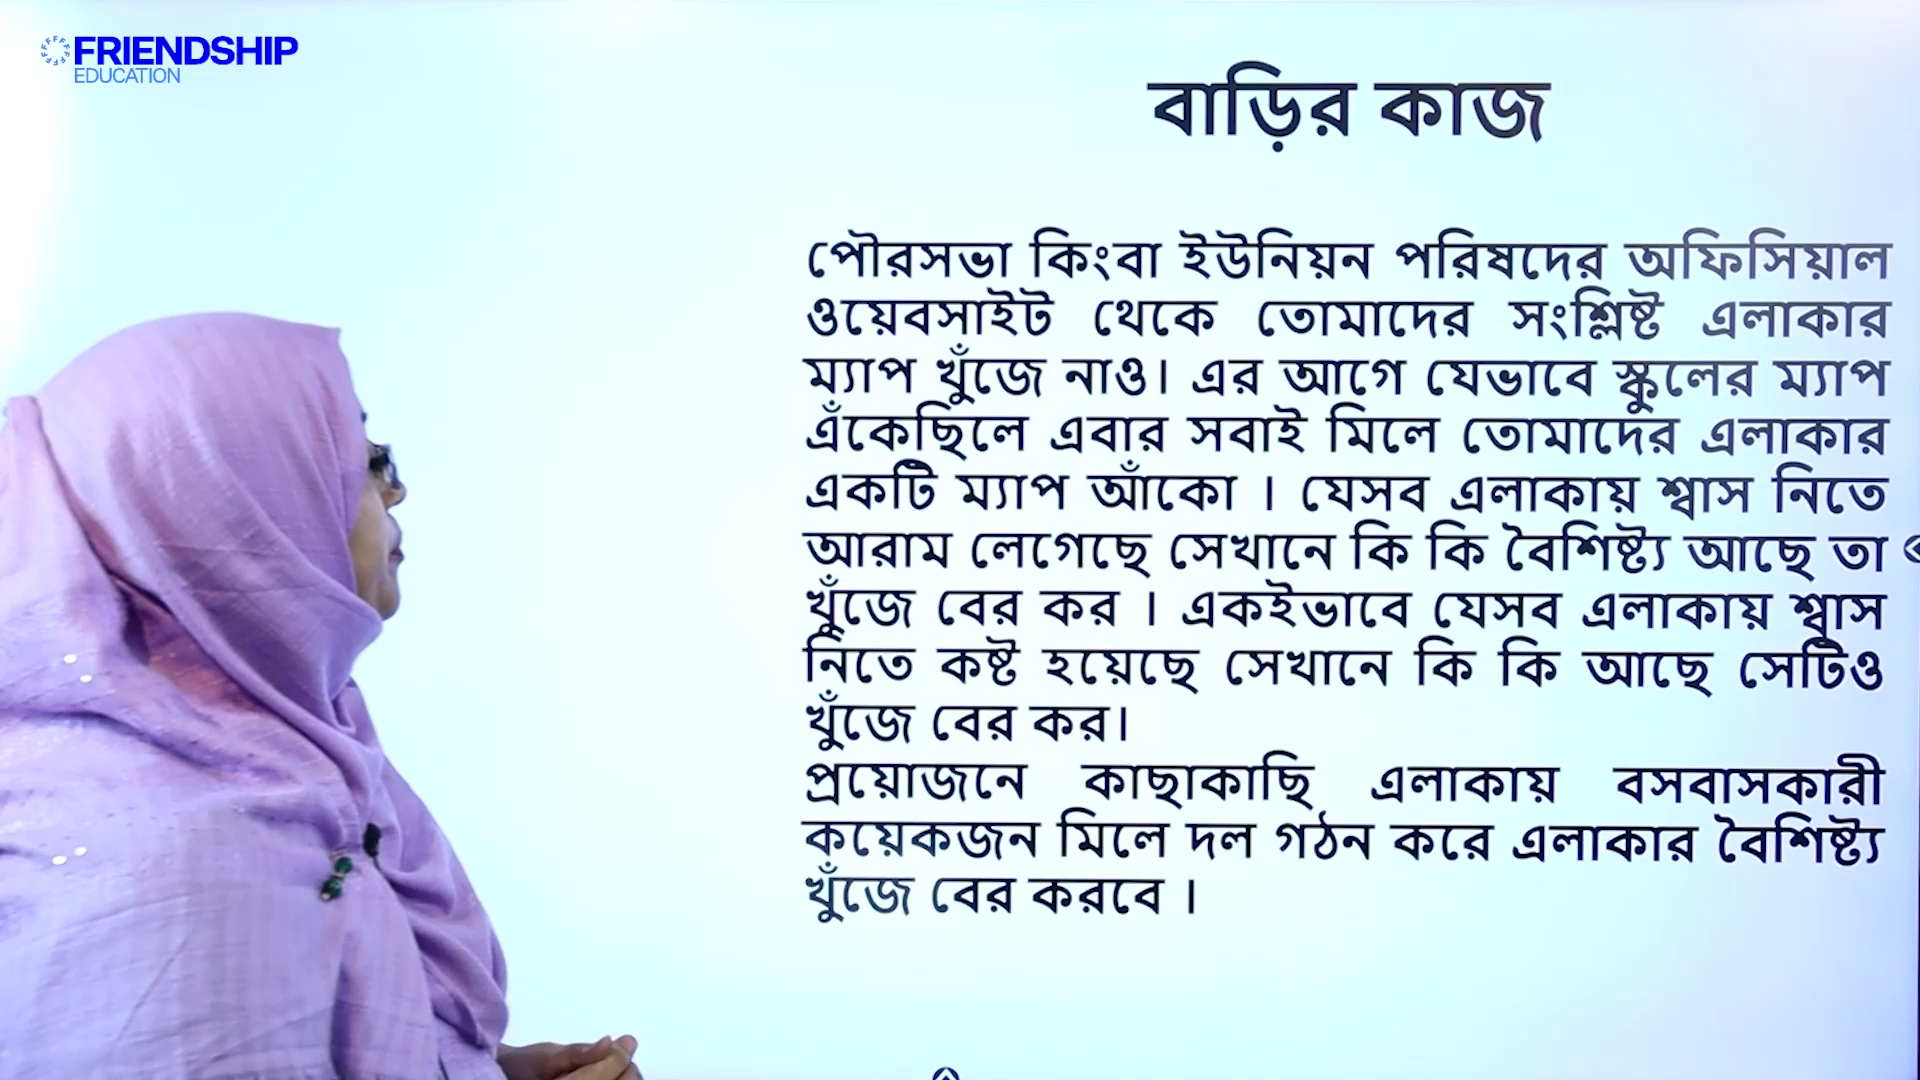 FRIENDSHIP
EDUCATION
বাড়ির কাজ
পৌরসভা কিংবা ইউনিয়ন পরিষদের অফিসিয়াল
ওয়েবসাইট থেকে তোমাদের সংশ্লিষ্ট এলাকার
ম্যাপ খুঁজে নাও। এর আগে যেভাবে স্কুলের ম্যাপ
এঁকেছিলে এবার সবাই মিলে তোমাদের এলাকার
একটি ম্যাপ আঁকো । যেসব এলাকায় শ্বাস নিতে
আরাম লেগেছে সেখানে কি কি বৈশিষ্ট্য আছে তা
খুঁজে বের কর । একইভাবে যেসব এলাকায় শ্বাস
নিতে কষ্ট হয়েছে সেখানে কি কি আছে সেটিও
খুঁজে বের কর।
প্রয়োজনে কাছাকাছি এলাকায় বসবাসকারী
কয়েকজন মিলে দল গঠন করে এলাকার বৈশিষ্ট্য
খুঁজে বের করবে ।